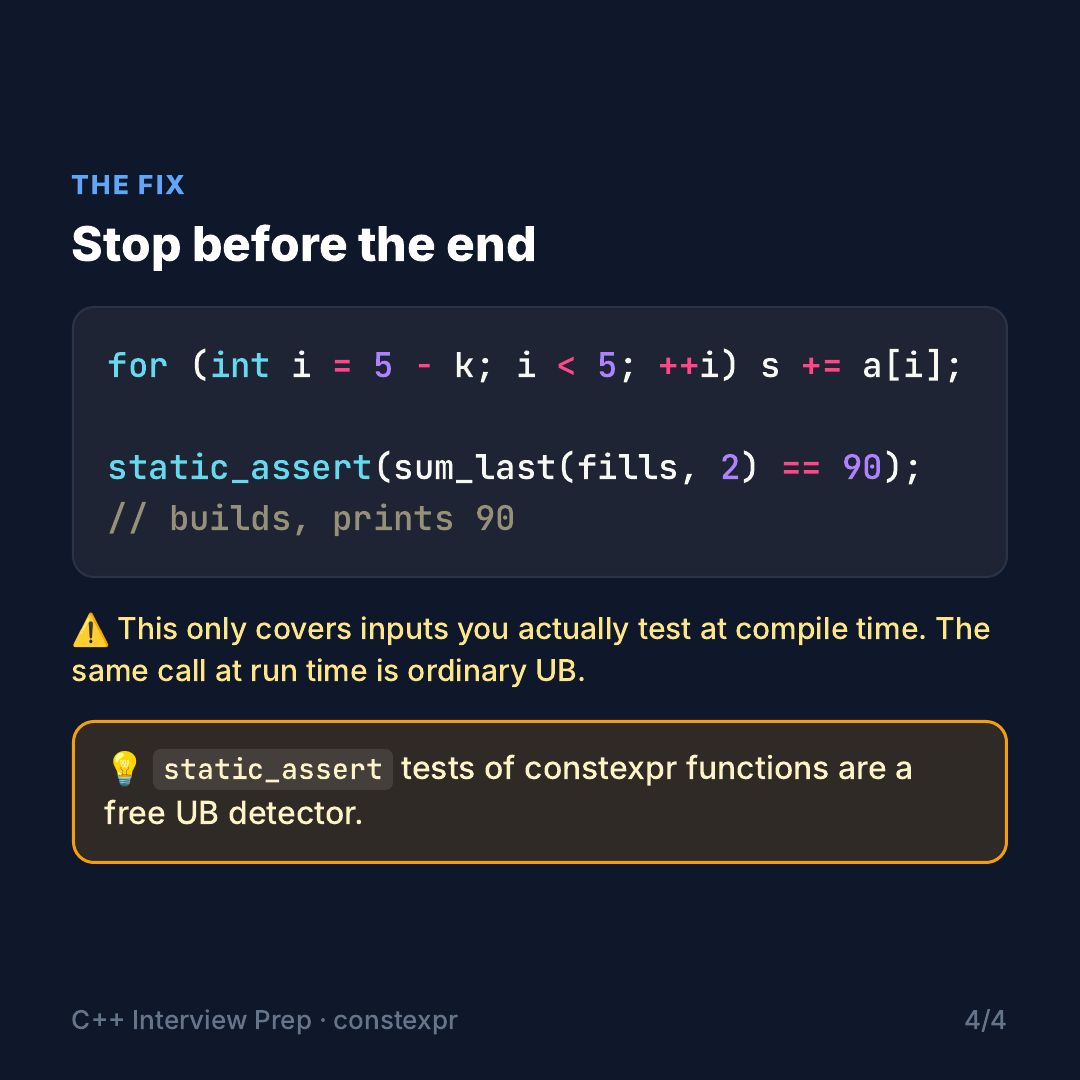 THE FIX
Stop before the end
for (int i = 5 - k; i < 5; ++i) s += a[i];
static_assert(sum_last(fills, 2) == 90);
// builds, prints 90
⚠️ This only covers inputs you actually test at compile time. The
same call at run time is ordinary UB.
💡 static_assert tests of constexpr functions are a
free UB detector.
C++ Interview Prep · constexpr
4/4